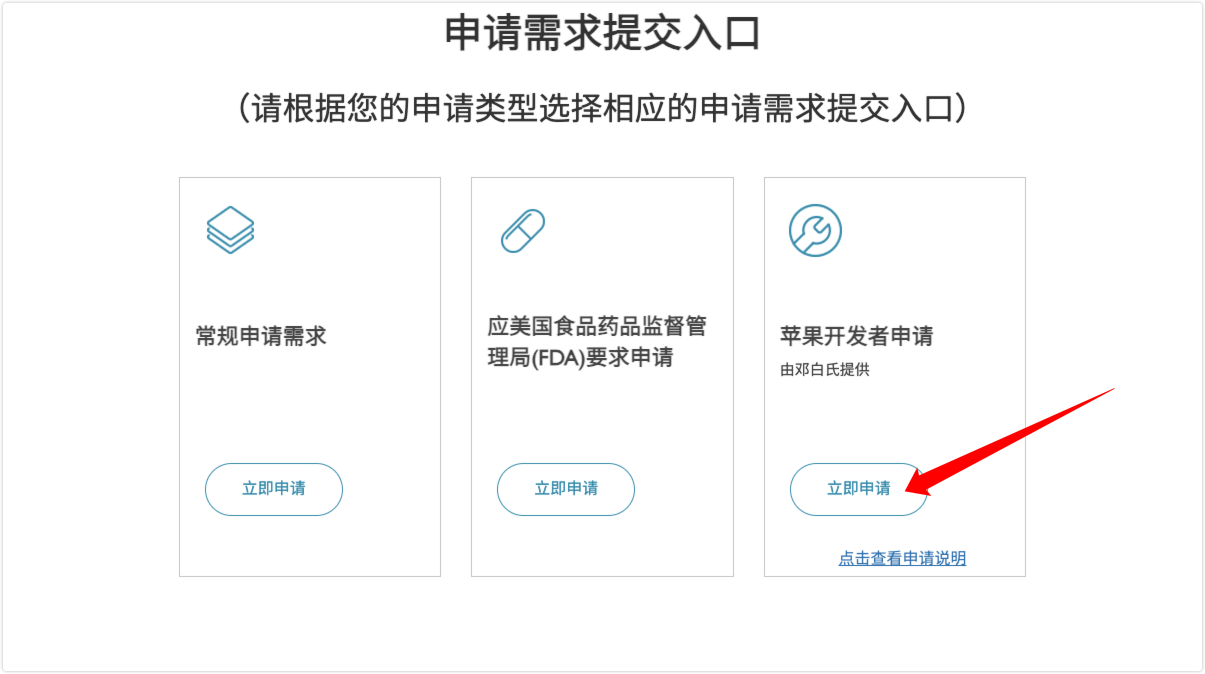 申请需求提交入口
（请根据您的申请类型选择相应的申请需求提交入口）
常规申请需求
立即申请
应美国食品药品监督管
理局(FDA)要求申请
立即申请
苹果开发者申请
由邓白氏提供
立即申请
点击查看申请说明